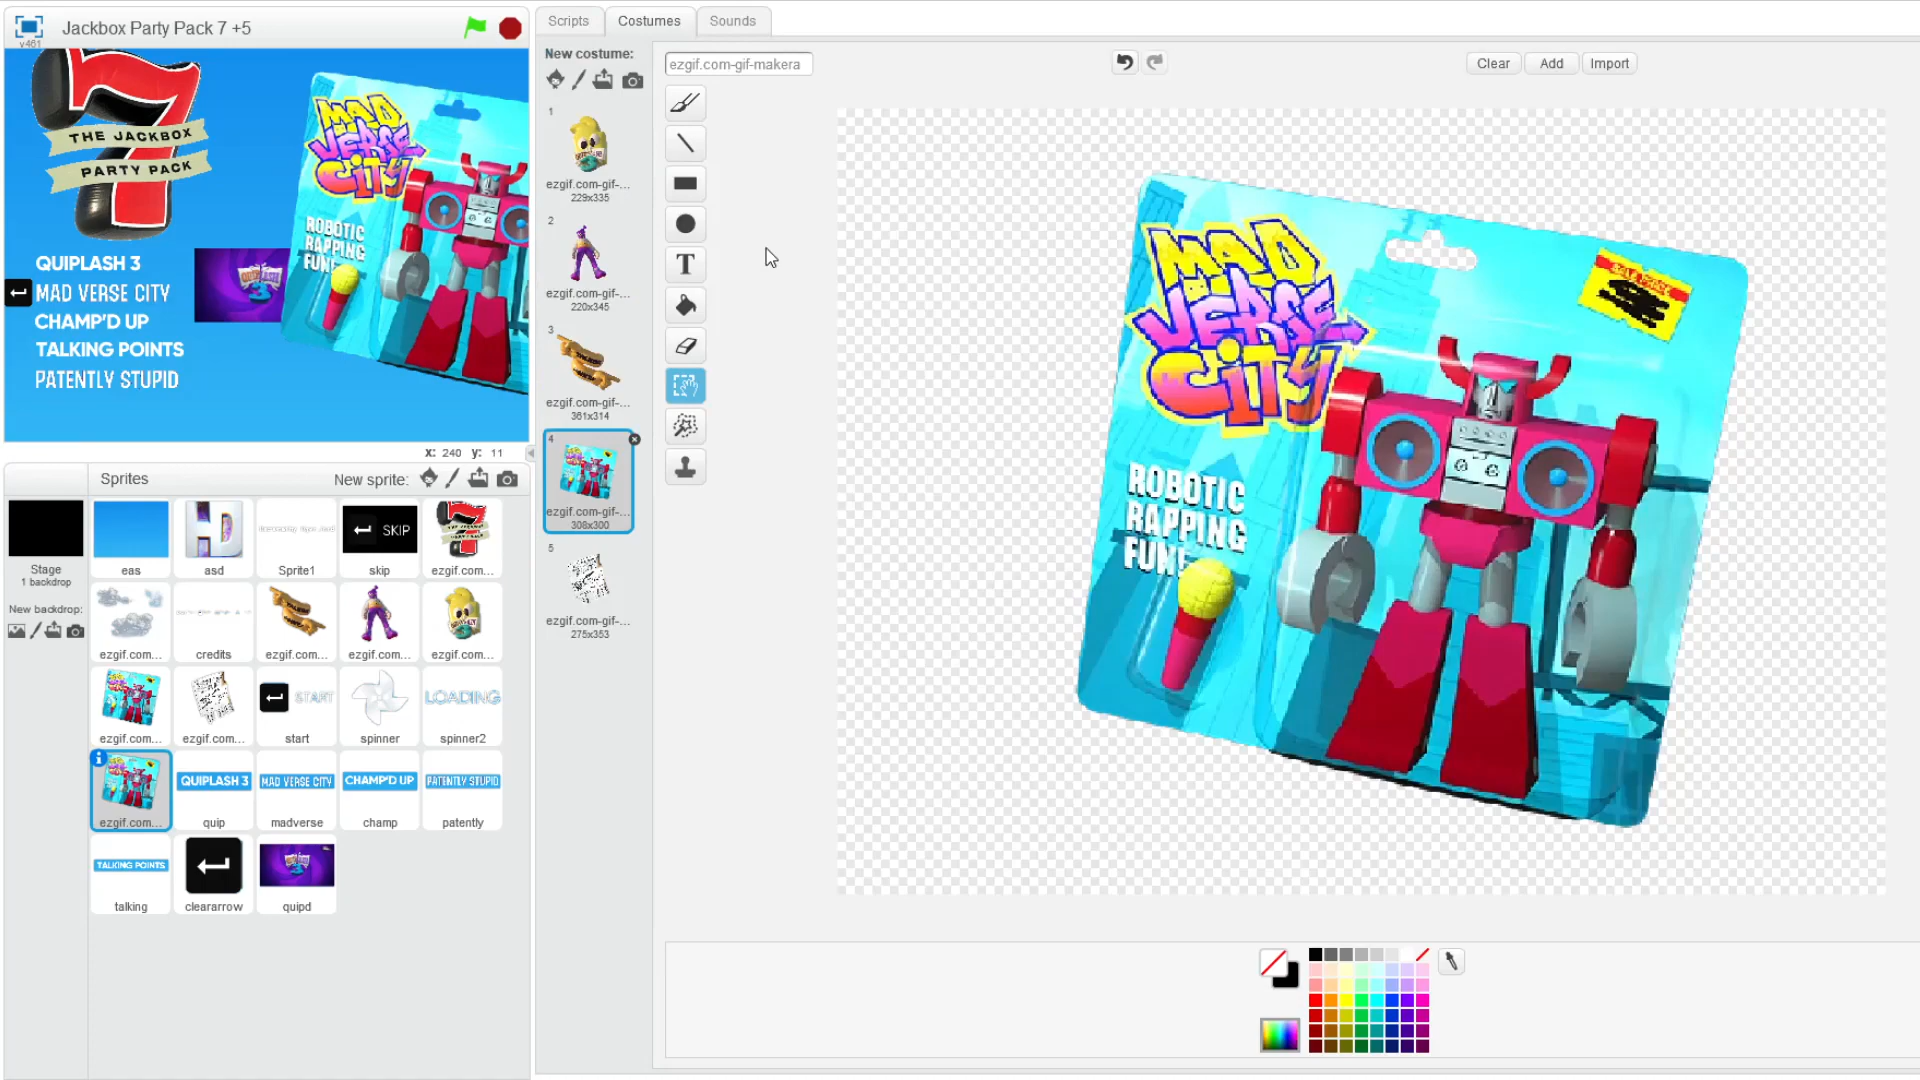 v461
Jackbox Party Pack 7 +5
7
THE JACKBOX
PARTY PACK
MAD
VERSE
CITY
ROBOTIC
RAPPING
QUIPLASH 3
MAD VERSE CITY
CHAMP'D UP
TALKING POINTS
PATENTLY STUPID
3
x: 240 y: 11
Sprites
New sprite:
Stage
1 backdrop
New backdrop:
eas
asd
Sprite1
SKIP
skip
ezgif.com...
ezgif.com...
credits
ezgif.com...
ezgif.com...
ezgif.com...
ezgif.com...
ezgif.com...
START
start
spinner
LOADING
spinner2
i
ezgif.com...
QUIPLASH 3
quip
MAD VERSE CITY
madverse
CHAMP'D UP
champ
PATENTLY STUPID
patently
TALKING POINTS
talking
cleararrow
quipd
Scripts
Costumes
Sounds
New costume:
1
ezgif.com-gif-...
229x335
2
ezgif.com-gif-...
220x345
3
ezgif.com-gif-...
361x314
4
ezgif.com-gif-...
308x300
5
ezgif.com-gif-...
275x353
ezgif.com-gif-makera
Clear
Add
Import
T
MAD
VERSE
CITY
ROBOTIC
RAPPING
FUN!